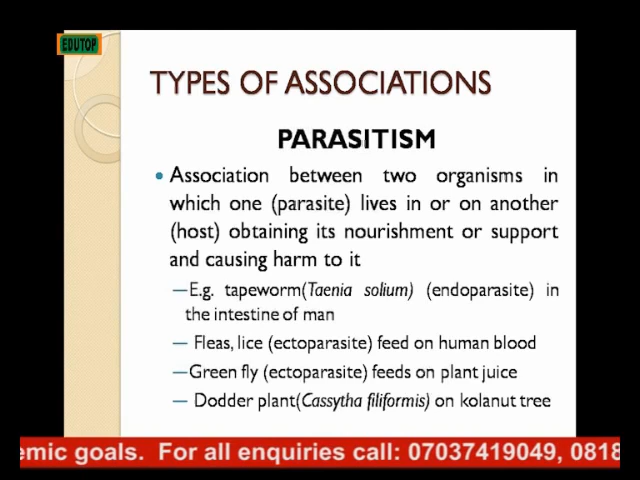 EDUTOP
TYPES OF ASSOCIATIONS
PARASITISM
• Association between two organisms in
which one (parasite) lives in or on another
(host) obtaining its nourishment or support
and causing harm to it
—E.g. tapeworm(Taenia solium) (endoparasite) in
the intestine of man
— Fleas, lice (ectoparasite) feed on human blood
—Green fly (ectoparasite) feeds on plant juice
— Dodder plant(Cassytha filiformis) on kolanut tree
emic goals. For all enquiries call: 07037419049, 0818